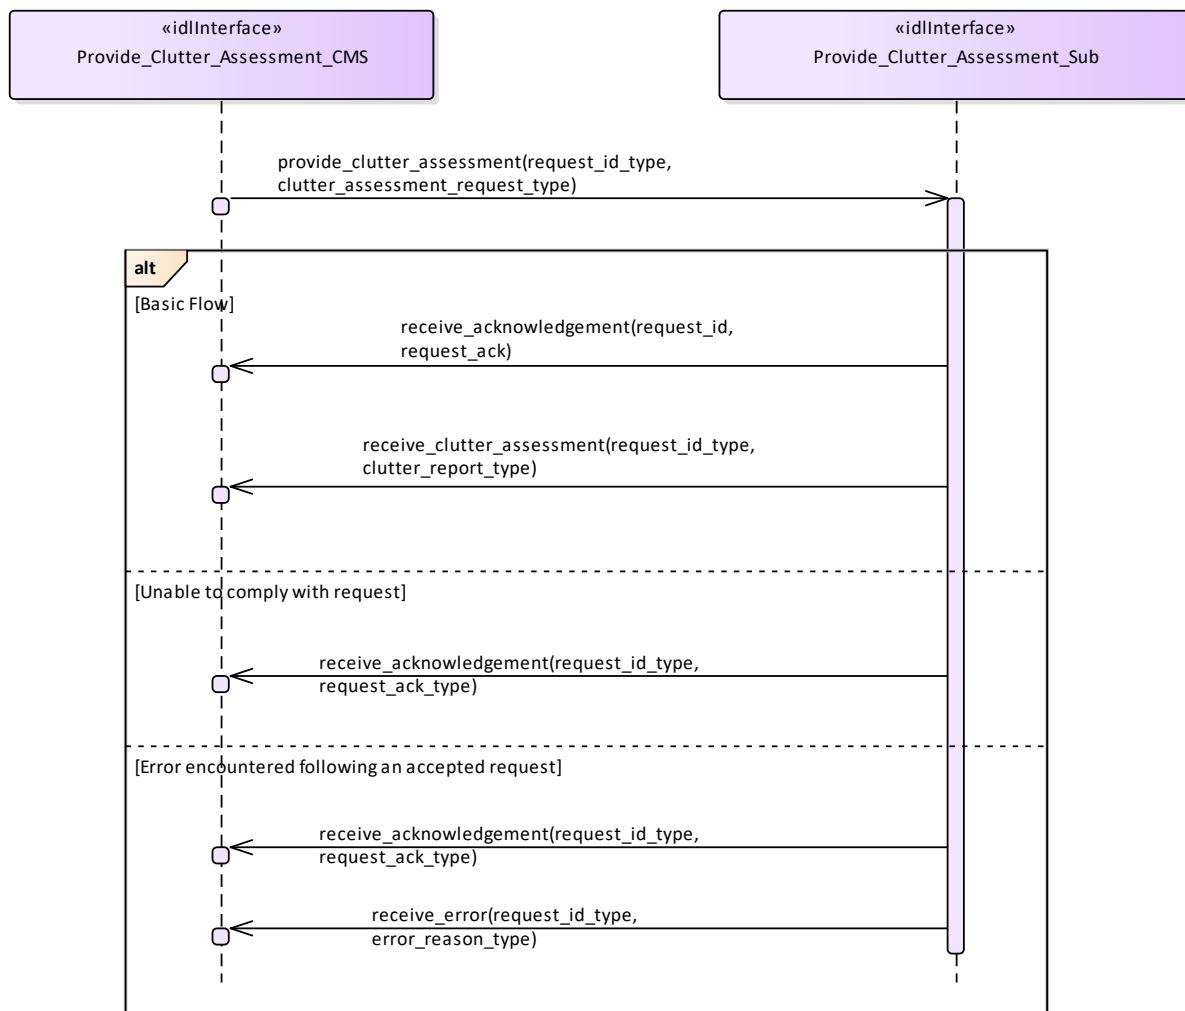 «idlInterface»
Provide_Clutter_Assessment_CMS
«idlInterface»
Provide_Clutter_Assessment_Sub
provide_clutter_assessment(request_id_type,
clutter_assessment_request_type)
alt
[Basic Flow]
receive_acknowledgement(request_id,
request_ack)
receive_clutter_assessment(request_id_type,
clutter_report_type)
[Unable to comply with request]
receive_acknowledgement(request_id_type,
request_ack_type)
[Error encountered following an accepted request]
receive_acknowledgement(request_id_type,
request_ack_type)
receive_error(request_id_type,
error_reason_type)